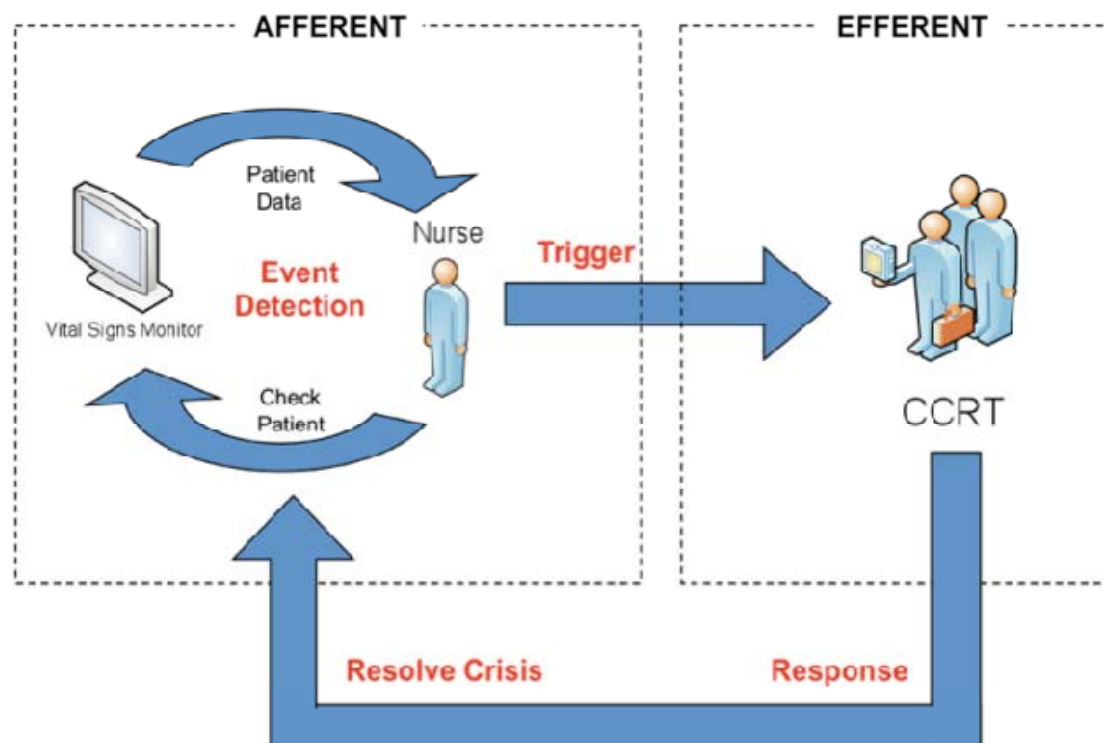 AFFERENT
EFFERENT
Patient
Data
Nurse
Trigger
Event
Detection
Vital Signs Monitor
Check
Patient
CCRT
Resolve Crisis
Response